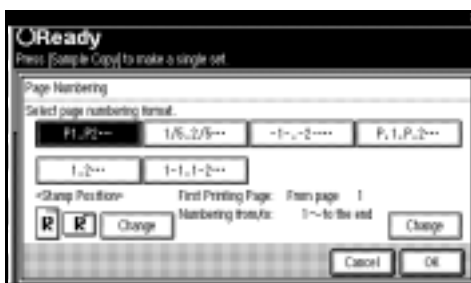 Ready
Press [Sample Copy] to make a single set.
Page Numbering
Select page numbering format.
P1,P2··· 1/5,2/5··· -1-,-2-··· P.1,P.2···
1,2··· 1-1,1-2···
<Stamp Position> First Printing Page: From page 1
R R Change Numbering from/to: 1~to the end Change
Cancel OK